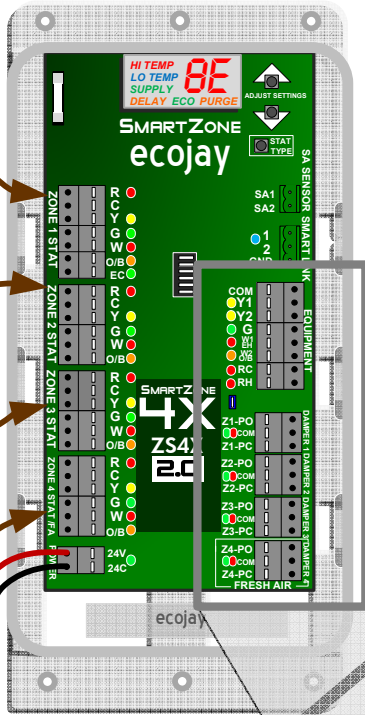 HI TEMP
LO TEMP
SUPPLY
DELAY ECO PURGE
8E
ADJUST SETTINGS
STAT
TYPE
SMARTZONE
ecojay
SA SENSOR
SA1
SA2
SMART LINK
1
2
GND
ZONE 1 STAT
R
C
Y
G
W
O/B
EC
ZONE 2 STAT
R
C
Y
G
W
O/B
ZONE 3 STAT
R
C
Y
G
W
O/B
ZONE 4 STAT /FA
R
C
Y
G
W
O/B
POWER
24V
24C
EQUIPMENT
COM
Y1
Y2
G
W1
EH
W2
O/B
RC
RH
SMARTZONE
4X
ZS4X
2.0
DAMPER 1
Z1-PO
COM
Z1-PC
DAMPER 2
Z2-PO
COM
Z2-PC
DAMPER 3
Z3-PO
COM
Z3-PC
DAMPER 4
Z4-PO
COM
Z4-PC
FRESH AIR
ecojay